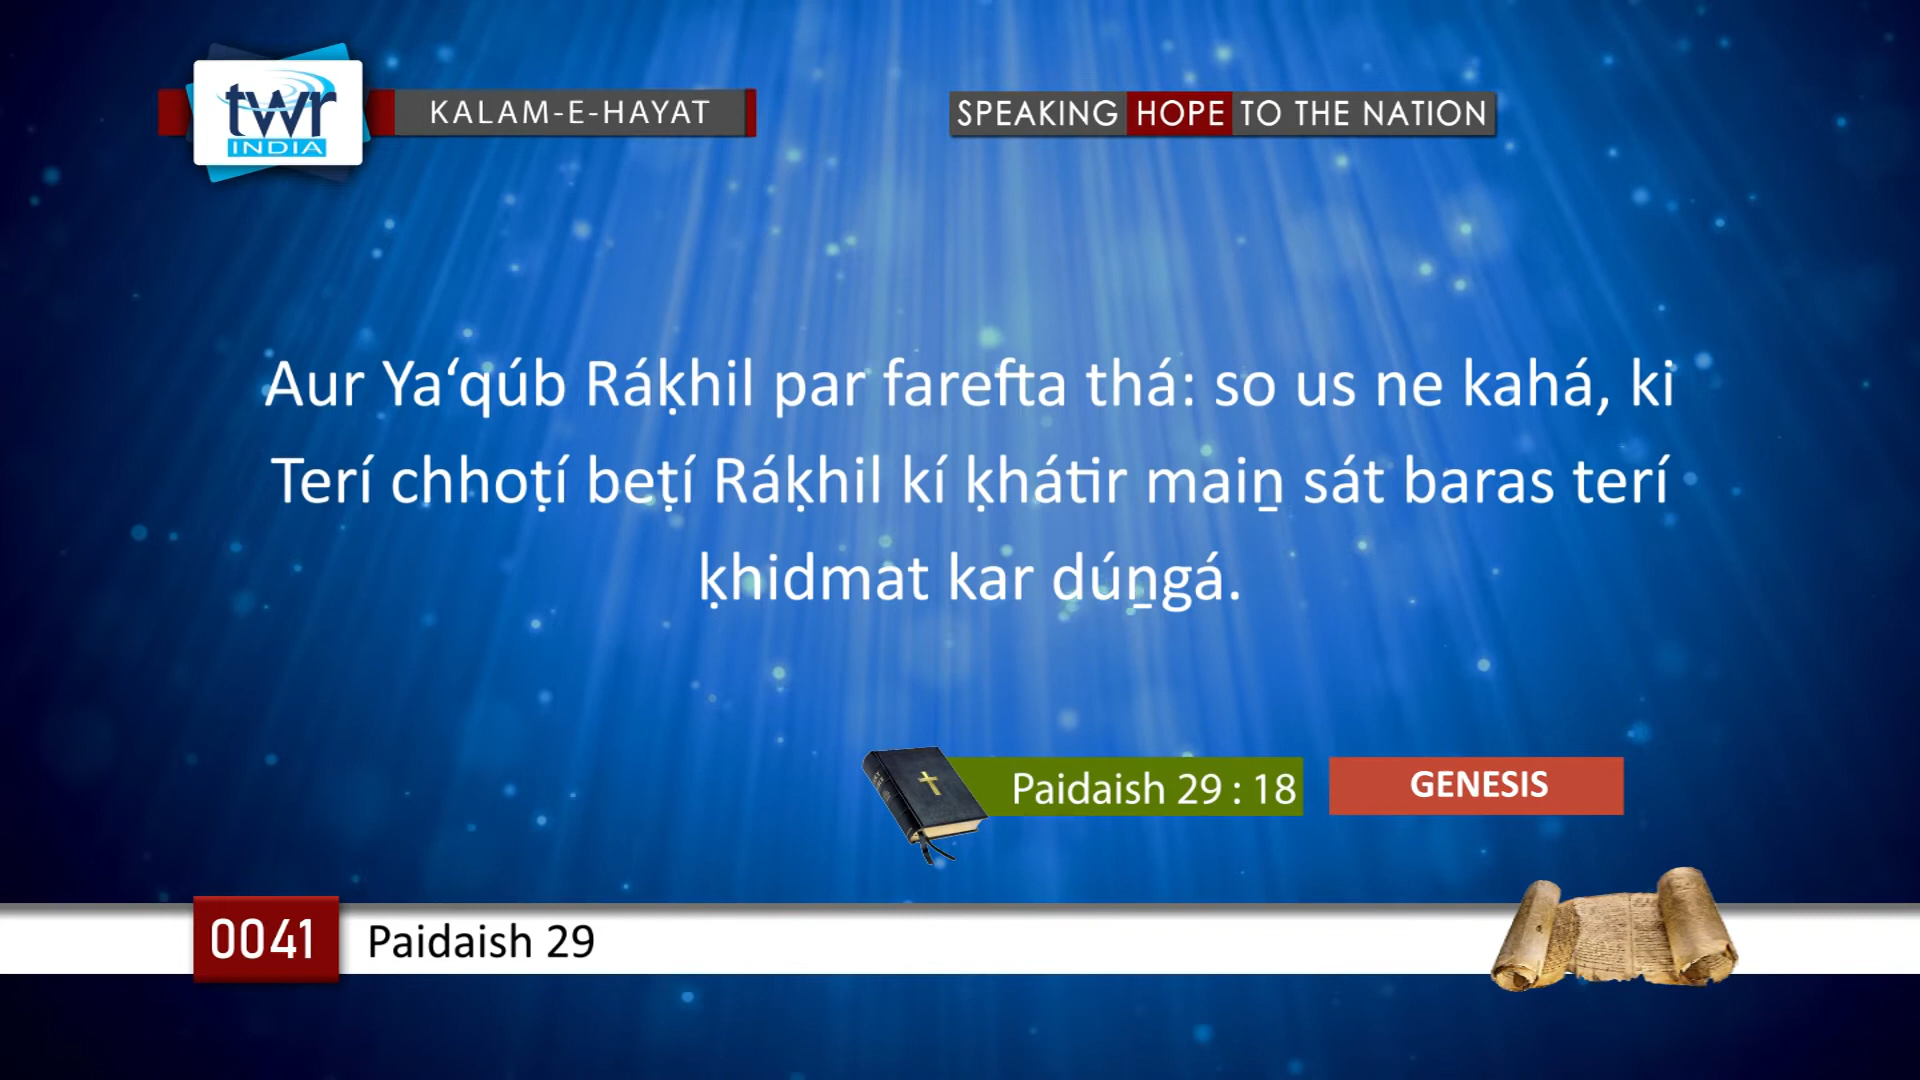 twr
INDIA
KALAM-E-HAYAT
SPEAKING HOPE TO THE NATION
Aur Ya‘qúb Ráḳhil par farefta thá: so us ne kahá, ki
Terí chhoṭí beṭí Ráḳhil kí ḳhátir maiṉ sát baras terí
ḳhidmat kar dúṉgá.
Paidaish 29 : 18
GENESIS
0041
Paidaish 29